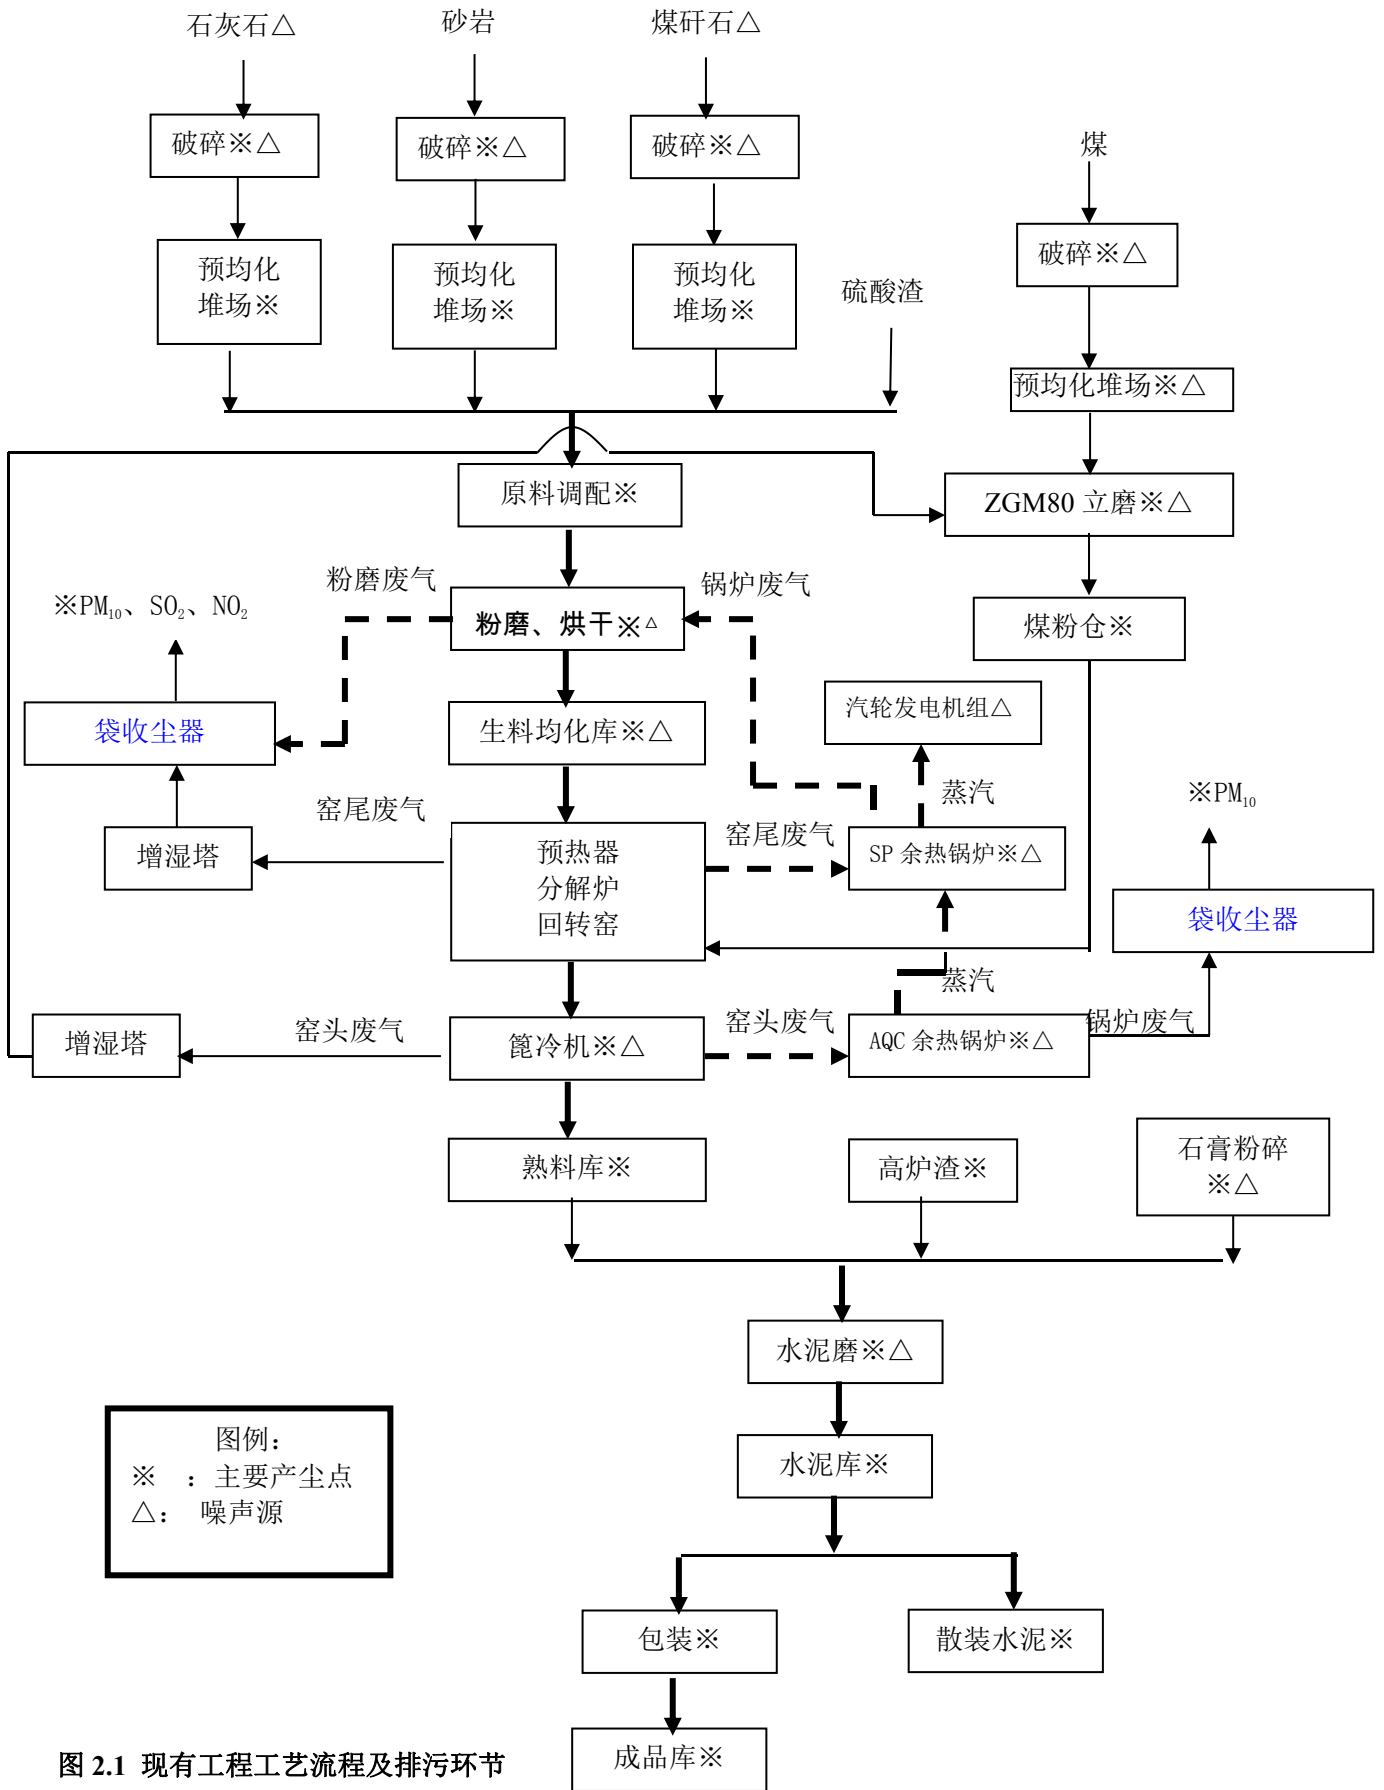 石灰石△
砂岩
煤矸石△
破碎※△
破碎※△
破碎※△
煤
破碎※△
预均化
堆场※
预均化
堆场※
预均化
堆场※
硫酸渣
预均化堆场※△
原料调配※
ZGM80 立磨※△
粉磨废气
锅炉废气
※PM₁₀、SO₂、NO₂
粉磨、烘干※△
煤粉仓※
袋收尘器
生料均化库※△
汽轮发电机组△
蒸汽
※PM₁₀
窑尾废气
增湿塔
预热器
分解炉
回转窑
窑尾废气
SP 余热锅炉※△
袋收尘器
蒸汽
增湿塔
窑头废气
篦冷机※△
窑头废气
AQC 余热锅炉※△
锅炉废气
熟料库※
高炉渣※
石膏粉碎
※△
水泥磨※△
图例：
※ ：主要产尘点
△： 噪声源
水泥库※
包装※
散装水泥※
成品库※
图 2.1 现有工程工艺流程及排污环节